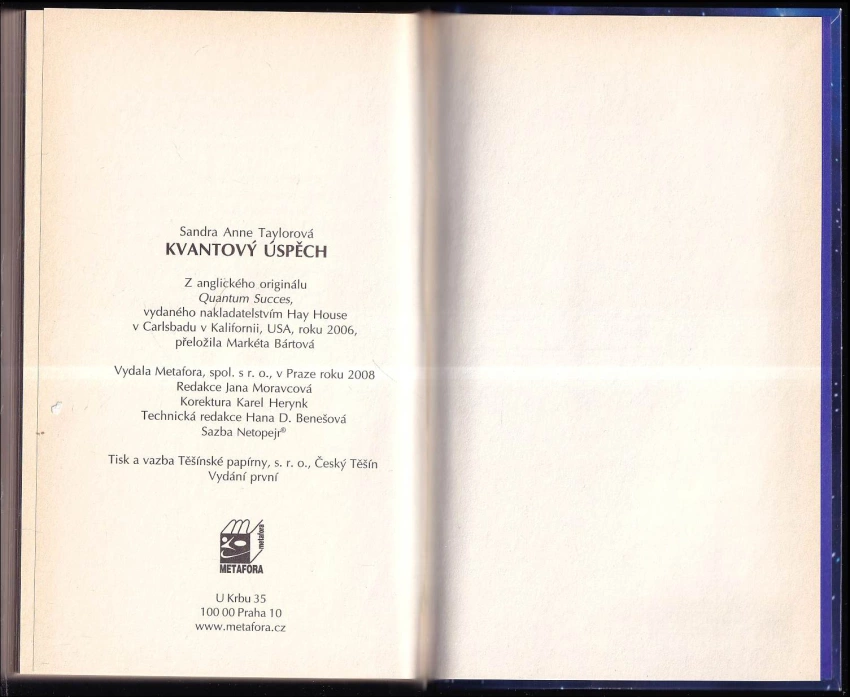 Sandra Anne Taylorová
KVANTOVÝ ÚSPĚCH
Z anglického originálu
Quantum Succes,
vydaného nakladatelstvím Hay House
v Carlsbadu v Kalifornii, USA, roku 2006,
přeložila Markéta Bártová
Vydala Metafora, spol. s r. o., v Praze roku 2008
Redakce Jana Moravcová
Korektura Karel Herynk
Technická redakce Hana D. Benešová
Sazba Netopejr®
Tisk a vazba Těšínské papírny, s. r. o., Český Těšín
Vydání první
metafora
METAFORA
U Krbu 35
100 00 Praha 10
www.metafora.cz